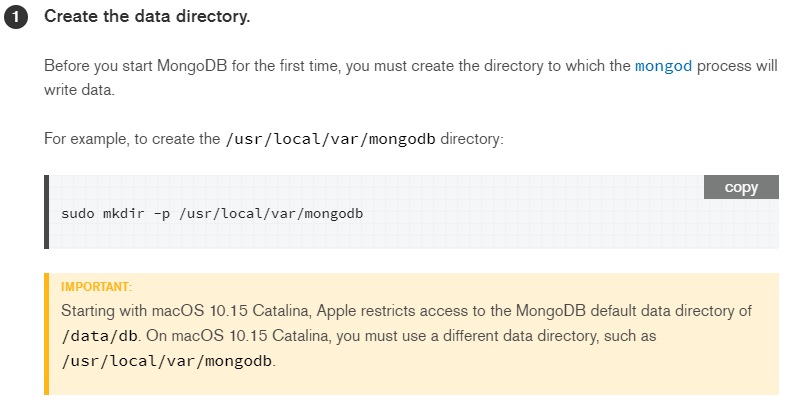 1 Create the data directory.
Before you start MongoDB for the first time, you must create the directory to which the mongod process will
write data.
For example, to create the /usr/local/var/mongodb directory:
copy
sudo mkdir -p /usr/local/var/mongodb
IMPORTANT:
Starting with macOS 10.15 Catalina, Apple restricts access to the MongoDB default data directory of
/data/db. On macOS 10.15 Catalina, you must use a different data directory, such as
/usr/local/var/mongodb.